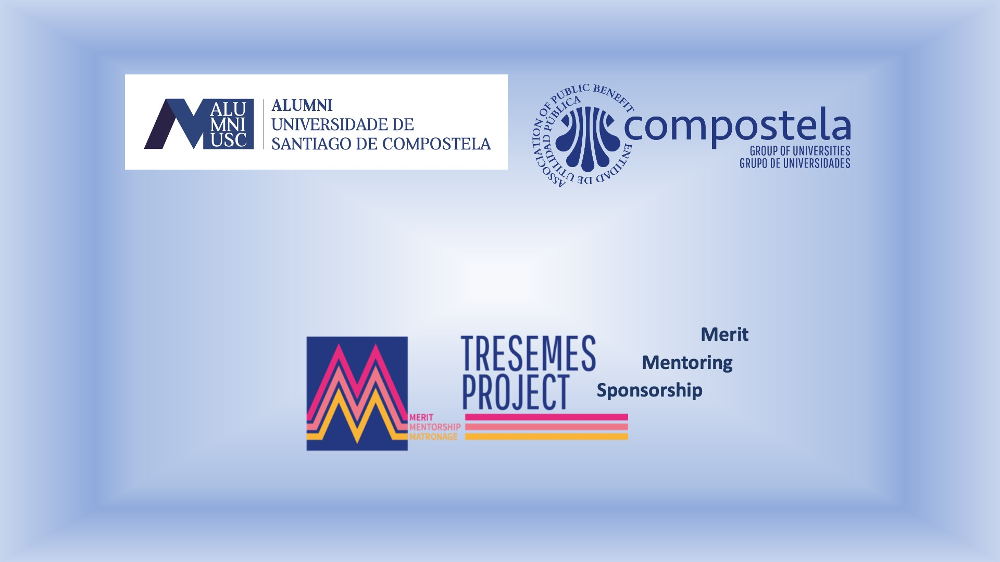 ALU
MNI
USC
ALUMNI
UNIVERSIDADE DE
SANTIAGO DE COMPOSTELA
ASSOCIATION OF PUBLIC BENEFIT
ENTIDAD DE UTILIDAD PÚBLICA
compostela
GROUP OF UNIVERSITIES
GRUPO DE UNIVERSIDADES
TRESEMES
PROJECT
MERIT
MENTORSHIP
MATRONAGE
Merit
Mentoring
Sponsorship